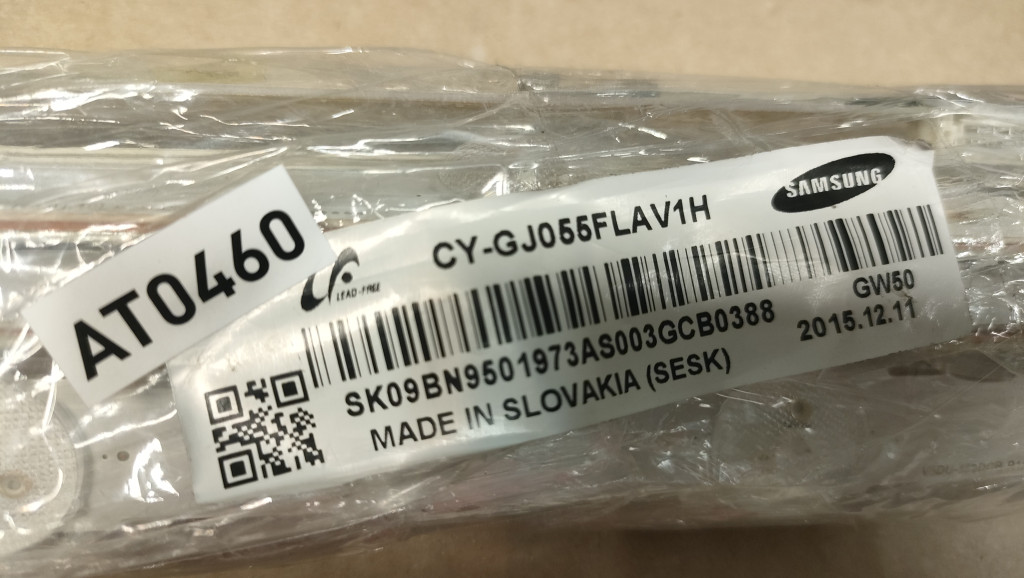 AT0460
LEAD-FREE
CY-GJ055FLAV1H
SAMSUNG
GW50
SK09BN9501973AS003GCB0388
2015.12.11
MADE IN SLOVAKIA (SESK)